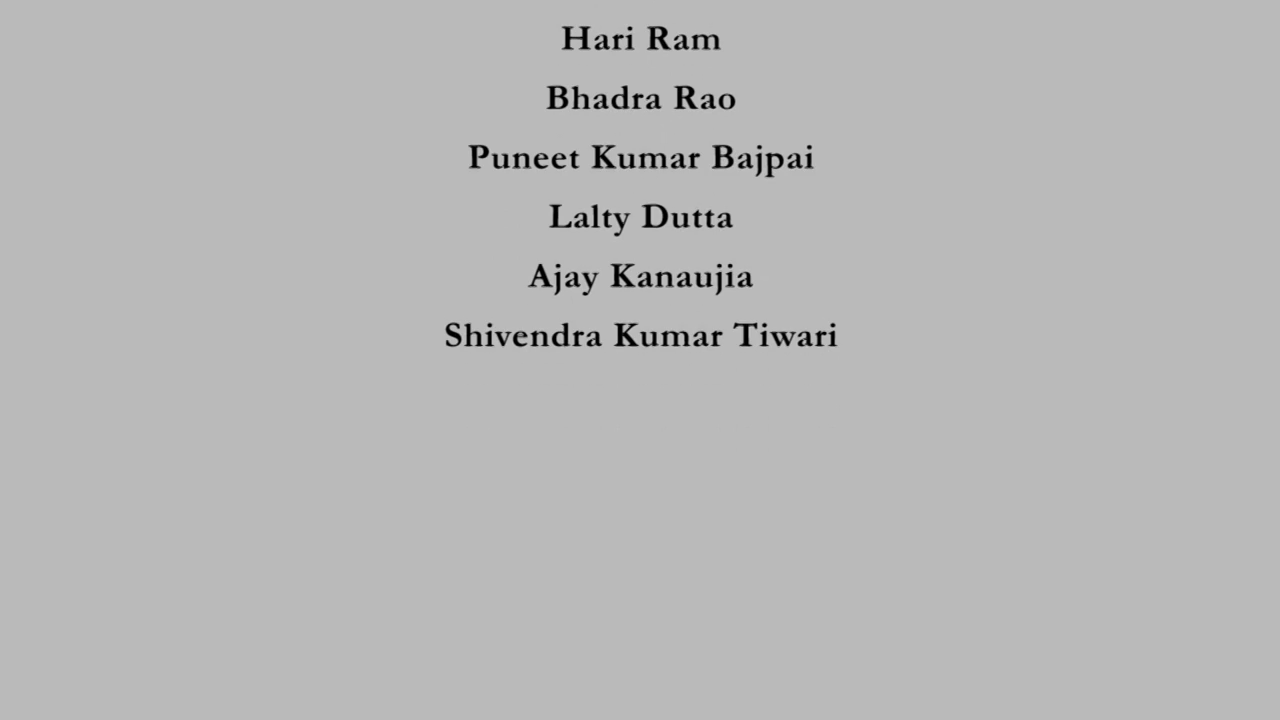 Hari Ram
Bhadra Rao
Puneet Kumar Bajpai
Lalty Dutta
Ajay Kanaujia
Shivendra Kumar Tiwari